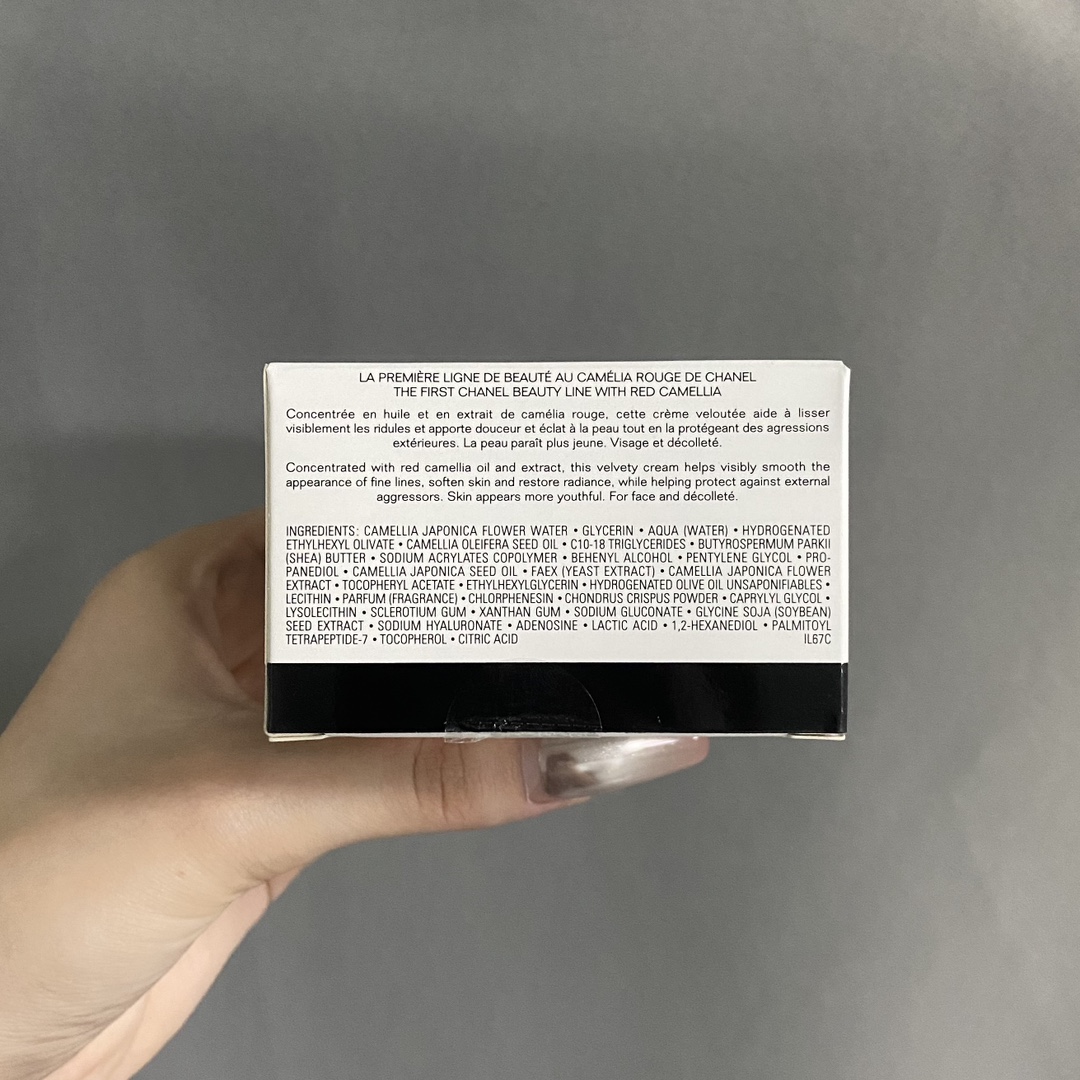 LA PREMIÈRE LIGNE DE BEAUTÉ AU CAMÉLIA ROUGE DE CHANEL
THE FIRST CHANEL BEAUTY LINE WITH RED CAMELLIA
Concentrée en huile et en extrait de camélia rouge, cette crème veloutée aide à lisser
visiblement les ridules et apporte douceur et éclat à la peau tout en la protégeant des agressions
extérieures. La peau paraît plus jeune. Visage et décolleté.
Concentrated with red camellia oil and extract, this velvety cream helps visibly smooth the
appearance of fine lines, soften skin and restore radiance, while helping protect against external
aggressors. Skin appears more youthful. For face and décolleté.
INGREDIENTS: CAMELLIA JAPONICA FLOWER WATER • GLYCERIN • AQUA (WATER) • HYDROGENATED
ETHYLHEXYL OLIVATE • CAMELLIA OLEIFERA SEED OIL • C10-18 TRIGLYCERIDES • BUTYROSPERMUM PARKII
(SHEA) BUTTER • SODIUM ACRYLATES COPOLYMER • BEHENYL ALCOHOL • PENTYLENE GLYCOL • PRO-
PANEDIOL • CAMELLIA JAPONICA SEED OIL • FAEX (YEAST EXTRACT) • CAMELLIA JAPONICA FLOWER
EXTRACT • TOCOPHERYL ACETATE • ETHYLHEXYLGLYCERIN • HYDROGENATED OLIVE OIL UNSAPONIFIABLES •
LECITHIN • PARFUM (FRAGRANCE) • CHLORPHENESIN • CHONDRUS CRISPUS POWDER • CAPRYLYL GLYCOL •
LYSOLECITHIN • SCLEROTIUM GUM • XANTHAN GUM • SODIUM GLUCONATE • GLYCINE SOJA (SOYBEAN)
SEED EXTRACT • SODIUM HYALURONATE • ADENOSINE • LACTIC ACID • 1,2-HEXANEDIOL • PALMITOYL
TETRAPEPTIDE-7 • TOCOPHEROL • CITRIC ACID IL67C